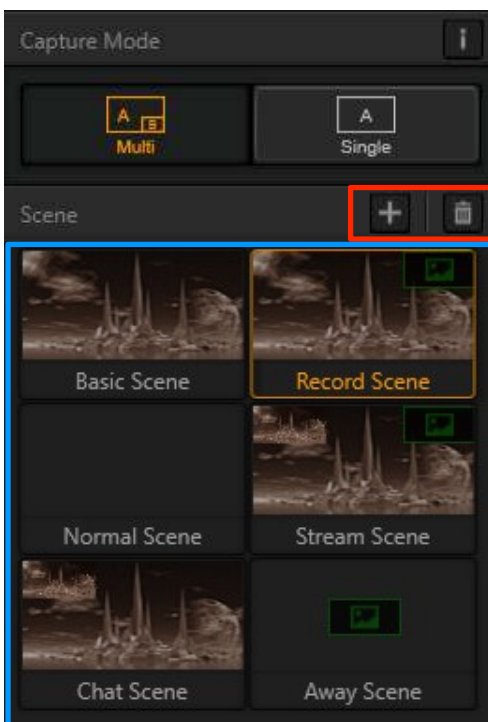 Capture Mode
i
A
S
Multi
A
Single
Scene
Basic Scene
Record Scene
Normal Scene
Stream Scene
Chat Scene
Away Scene